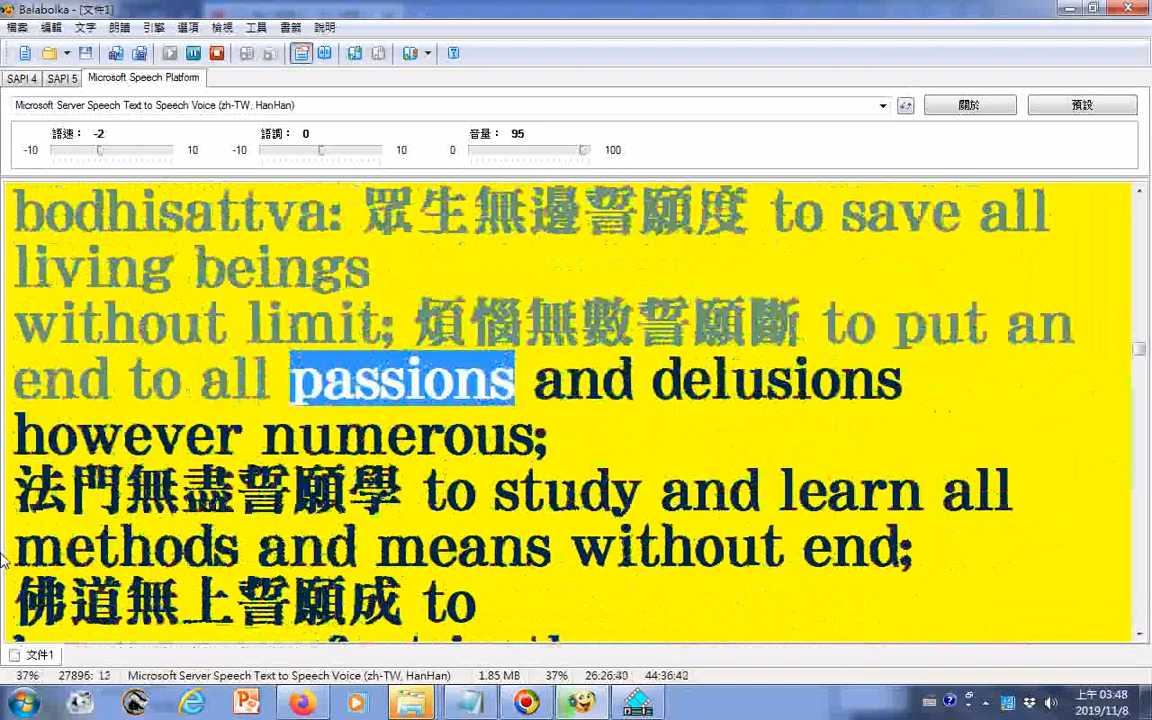 Balabolka - [文件1]
檔案 編輯 文字 朗讀 引擎 選項 檢視 工具 書籤 說明
SAPI 4 SAPI 5 Microsoft Speech Platform
Microsoft Server Speech Text to Speech Voice (zh-TW, HanHan) 關於 預設
語速： -2 語調： 0 音量： 95
-10 10 -10 10 0 100
bodhisattva: 眾生無邊誓願度 to save all
living beings
without limit; 煩惱無數誓願斷 to put an
end to all passions and delusions
however numerous;
法門無盡誓願學 to study and learn all
methods and means without end;
佛道無上誓願成 to
文件1
37% 27895: 12 Microsoft Server Speech Text to Speech Voice (zh-TW, HanHan) 1.85 MB 37% 26:26:40 44:36:42
上午 03:48
2019/11/8